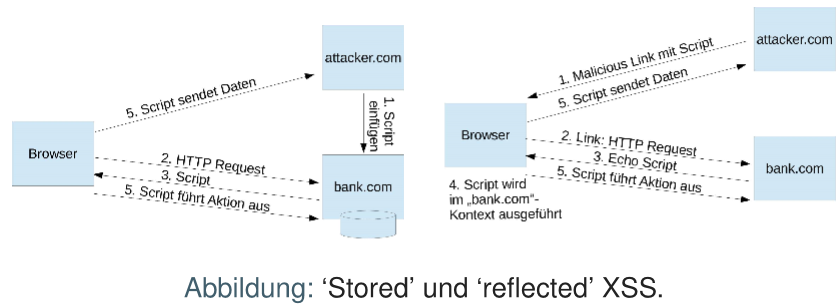 attacker.com
5. Script sendet Daten
1. Script
einfügen
Browser
2. HTTP Request
3. Script
5. Script führt Aktion aus
bank.com
attacker.com
1. Malicious Link mit Script
5. Script sendet Daten
Browser
2. Link: HTTP Request
3. Echo Script
5. Script führt Aktion aus
bank.com
4. Script wird
im „bank.com“-
Kontext ausgeführt
Abbildung: ‘Stored’ und ‘reflected’ XSS.